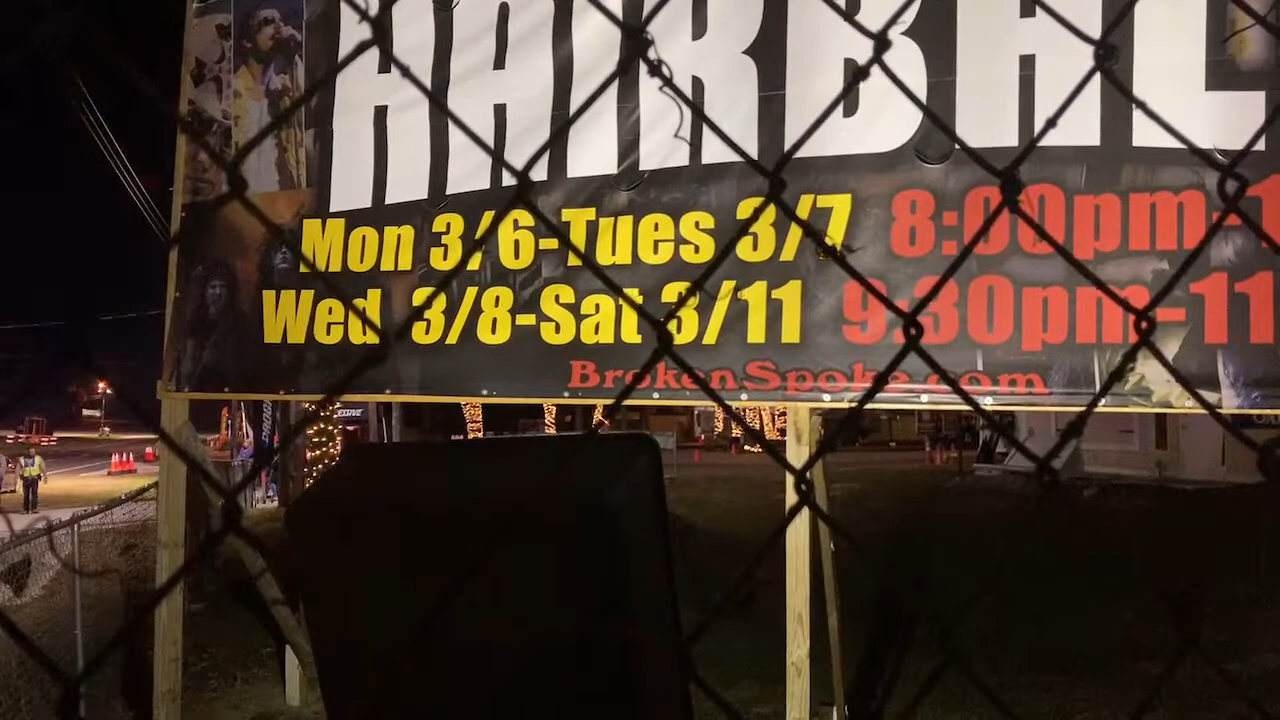 HAIRBAL
Mon 3/6-Tues 3/7 8:00pm-1
Wed 3/8-Sat 3/11 9:30pm-11
BrokenSpoke.com